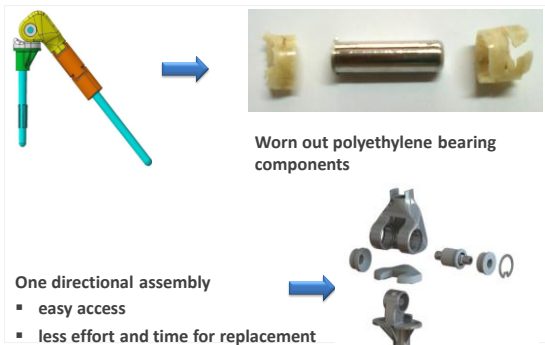 Worn out polyethylene bearing
components
One directional assembly
▪ easy access
▪ less effort and time for replacement